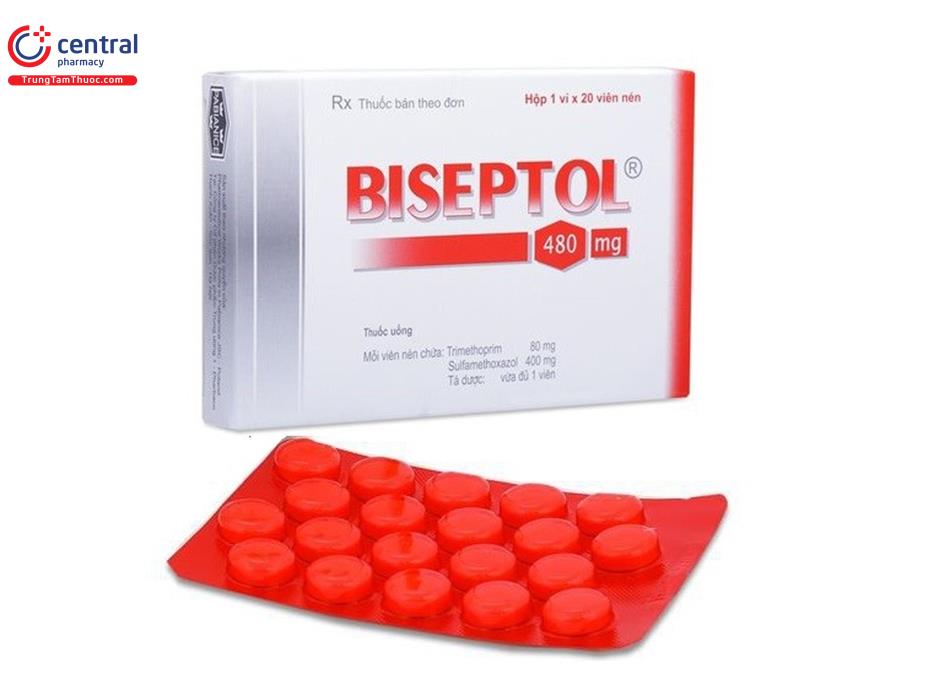 central
pharmacy
TrungTamThuoc.com
PABIANICE
Rx Thuốc bán theo đơn
Hộp 1 vỉ x 20 viên nén
BISEPTOL®
480 mg
Thuốc uống
Mỗi viên nén chứa: Trimethoprim 80 mg
Sulfamethoxazol 400 mg
Tá dược: vừa đủ 1 viên